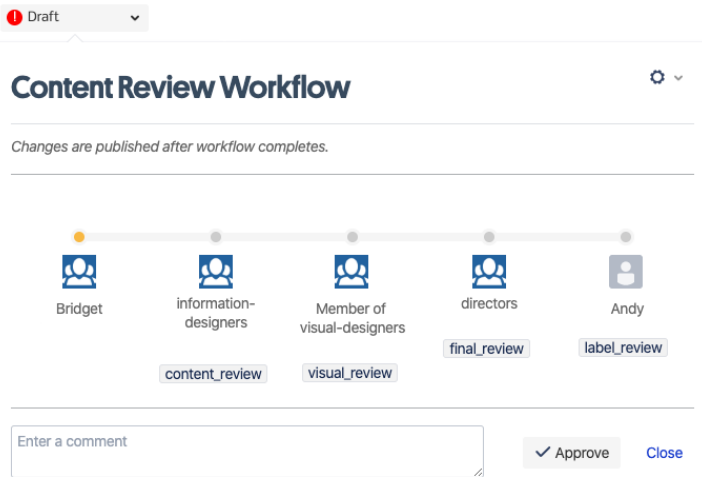 Draft
Content Review Workflow
Changes are published after workflow completes.
Bridget
information-
designers
content_review
Member of
visual-designers
visual_review
directors
final_review
Andy
label_review
Enter a comment
Approve
Close